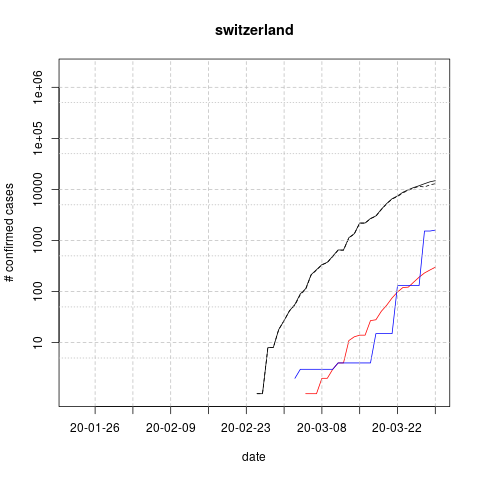 switzerland
# confirmed cases
1e+06
1e+05
10000
1000
100
10
20-01-26
20-02-09
20-02-23
20-03-08
20-03-22
date